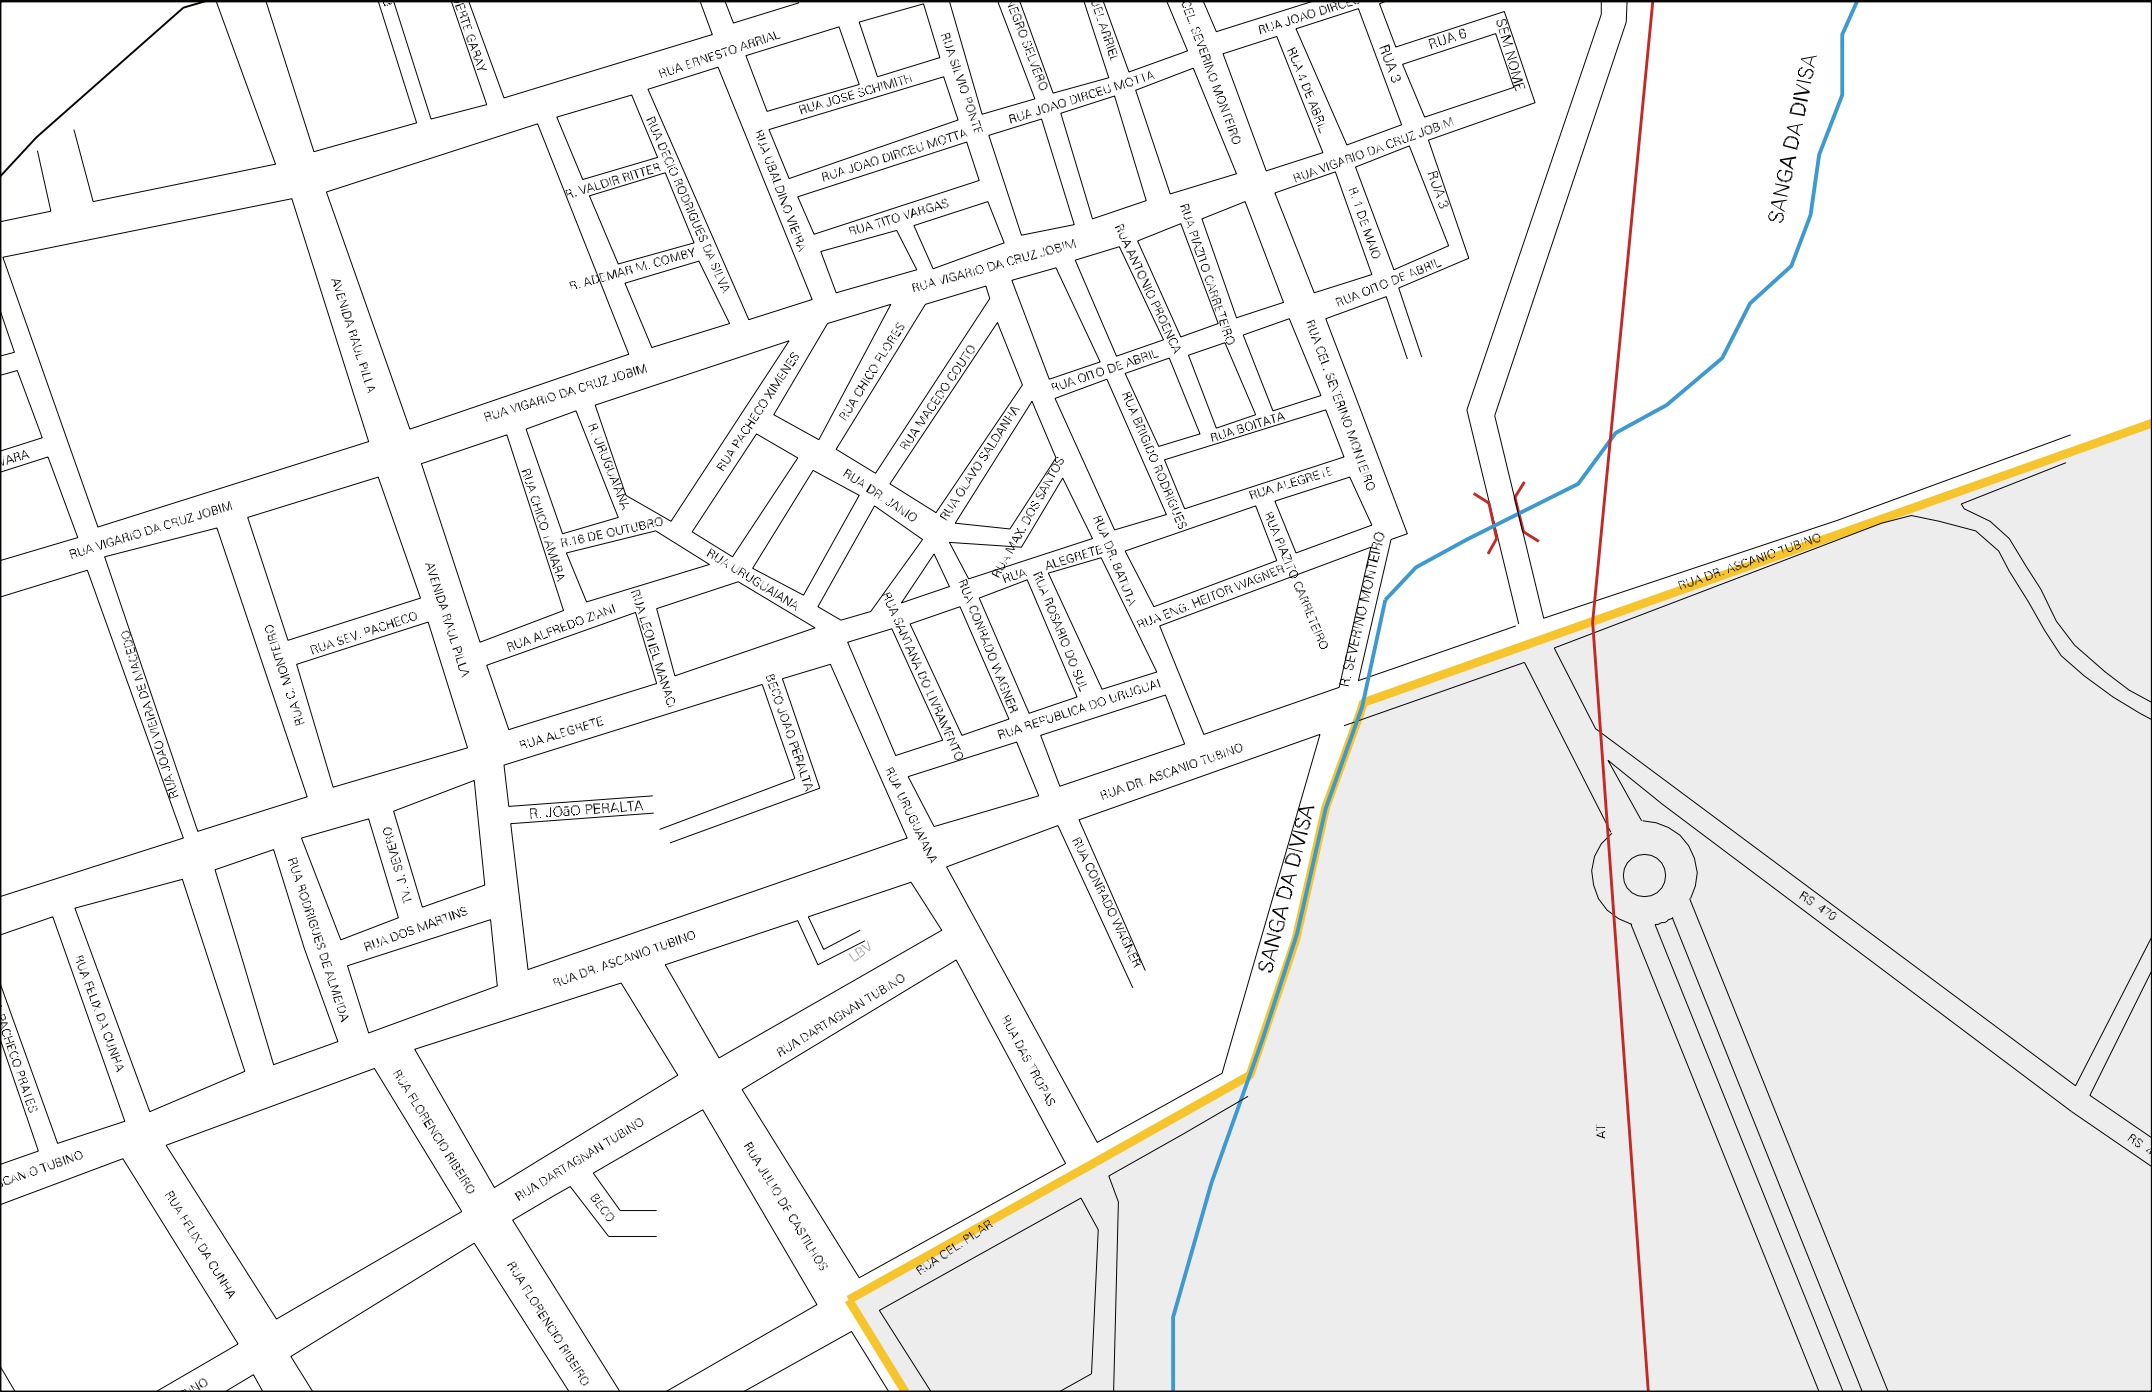 RUA ERNESTO ARRIAL
RUA JOSE SCHIMITH
RUA SILVIO PONTE
RUA JOAO DIRCEU MOTTA
RUA 3
RUA 6
SEM NOME
RUA 4 DE ABRIL
SANGA DA DIVISA
RUA JOAO DIRCEU MOTTA
RUA UBALDINO VIEIRA
RUA DECIO RODRIGUES DA SILVA
R. VALDIR RITTER
R. ADEMAR M. COMBY
RUA TITO VARGAS
RUA VIGARIO DA CRUZ JOBIM
RUA VIGARIO DA CRUZ JOBIM
R. 1 DE MAIO
RUA 3
RUA OITO DE ABRIL
RUA ANTONIO PROENCA
RUA PIAZITO CARRETEIRO
AVENIDA RAUL PILLA
RUA VIGARIO DA CRUZ JOBIM
RUA PACHECO XIMENES
RUA CHICO FLORES
RUA MACEDO COUTO
RUA OLAVO SALDANHA
RUA MAX. DOS SANTOS
RUA OITO DE ABRIL
RUA BRIGIDO RODRIGUES
RUA BOITATA
RUA CEL. SEVERINO MONTEIRO
RUA ALEGRETE
RUA DR. JANIO
R. URUGUAIANA
RUA CHICO TAMARA
R.16 DE OUTUBRO
RUA VIGARIO DA CRUZ JOBIM
RUA URUGUAIANA
RUA ALEGRETE
RUA DR. BATUTA
RUA PIAZITO CARRETEIRO
RUA ENG. HEITOR WAGNER
R. SEVERINO MONTEIRO
RUA DR. ASCANIO TUBINO
AVENIDA RAUL PILLA
RUA SEV. PACHECO
RUA C. MONTEIRO
RUA JOAO VIEIRA DE MACEDO
RUA ALFREDO ZIANI
RUA LEONEL MANACI
RUA SANTANA DO LIVRAMENTO
RUA CONRADO WAGNER
RUA ROSARIO DO SUL
RUA REPUBLICA DO URUGUAI
RUA ALEGRETE
BECO JOAO PERALTA
R. JOãO PERALTA
RUA URUGUAIANA
RUA DR. ASCANIO TUBINO
TV. J. SEVERO
RUA RODRIGUES DE ALMEIDA
RUA DOS MARTINS
RUA CONRADO WAGNER
SANGA DA DIVISA
RS 470
RUA DR. ASCANIO TUBINO
LBV
RUA FELIX DA CUNHA
PACHECO PRATES
RUA DARTAGNAN TUBINO
RUA DAS TROPAS
RUA FLORENCIO RIBEIRO
RUA DARTAGNAN TUBINO
BECO
RUA JULIO DE CASTILHOS
AT
RUA FELIX DA CUNHA
RUA CEL. PILAR
RUA FLORENCIO RIBEIRO